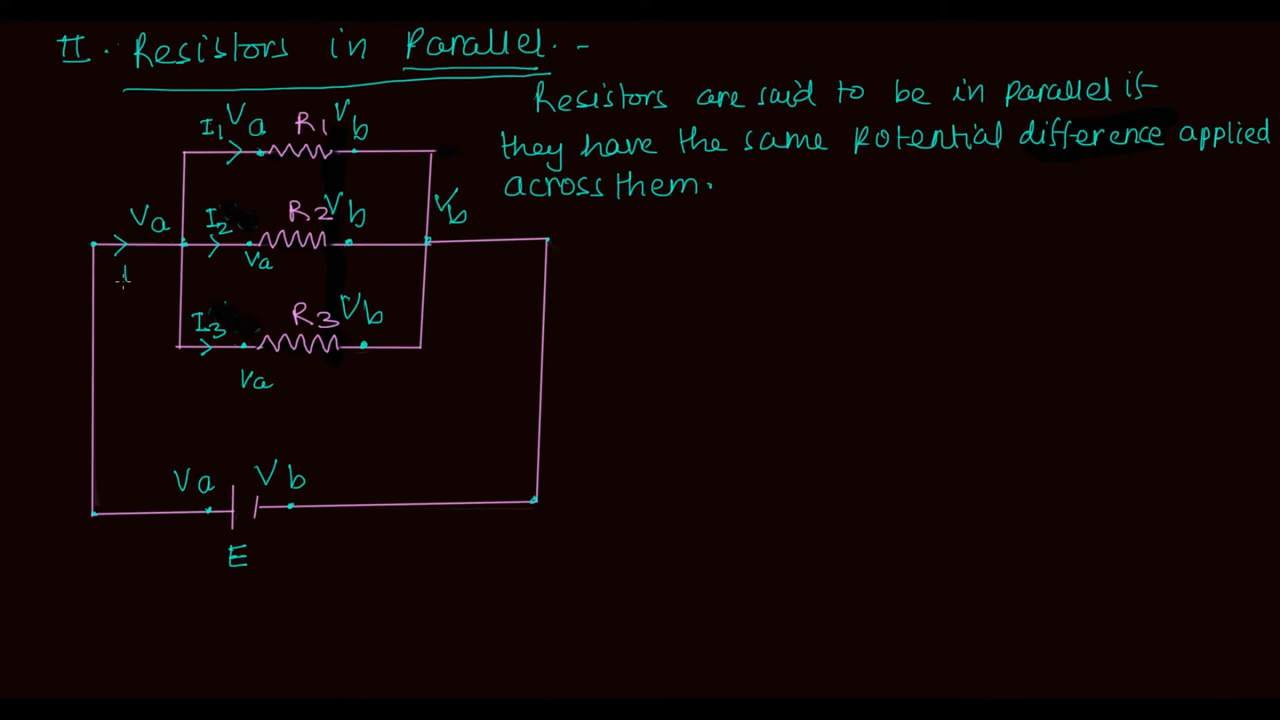 II. Resistors in Parallel. -
Resistors are said to be in parallel if
they have the same potential difference applied
across them.
I1 Va R1 Vb
Va I2 R2 Vb Vb
Va
I
I3 R3 Vb
Va
Va Vb
E